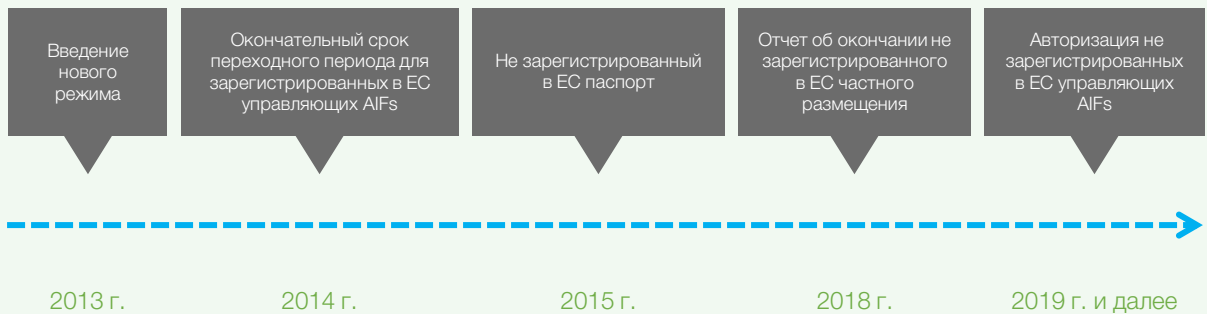 Введение
нового
режима
Окончательный срок
переходного периода для
зарегистрированных в ЕС
управляющих AIFs
Не зарегистрированный
в ЕС паспорт
Отчет об окончании не
зарегистрированного
в ЕС частного
размещения
Авторизация не
зарегистрированных
в ЕС управляющих
AIFs
2013 г.
2014 г.
2015 г.
2018 г.
2019 г. и далее